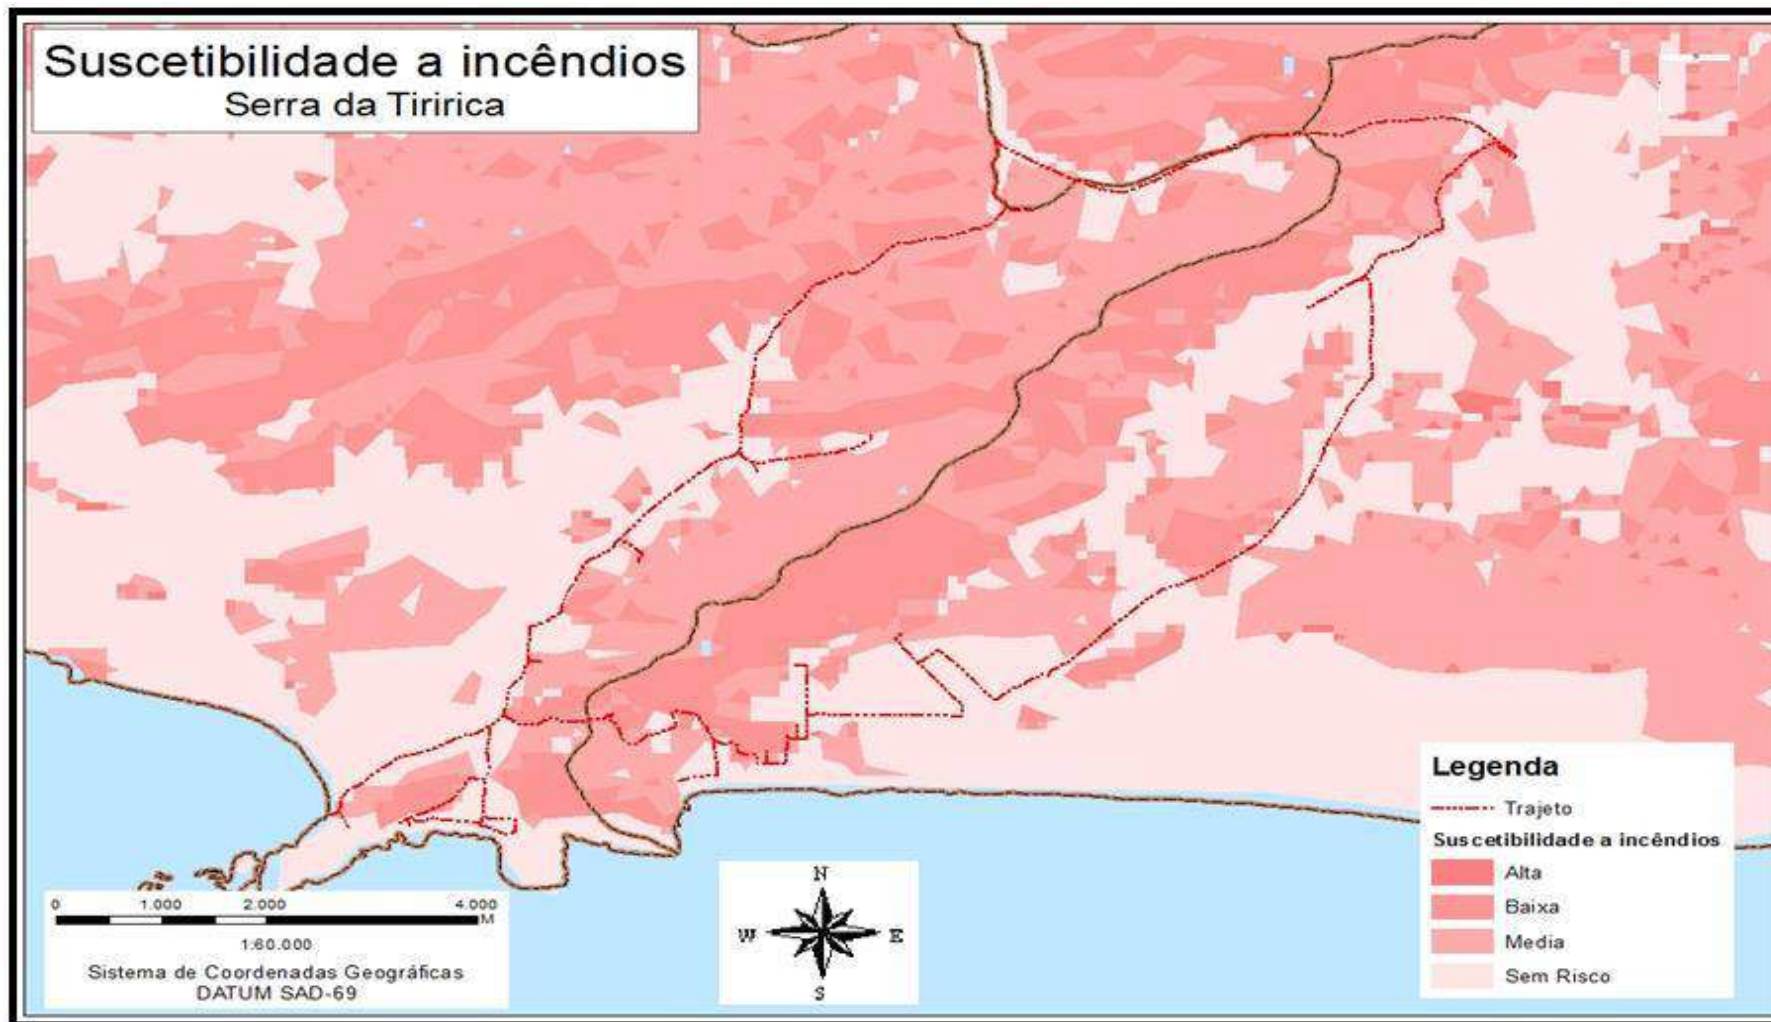 Suscetibilidade a incêndios
Serra da Tiririca
Legenda
Trajeto
Suscetibilidade a incêndios
Alta
Baixa
Media
Sem Risco
0 1.000 2.000 4.000
M
1:60.000
Sistema de Coordenadas Geográficas
DATUM SAD-69
N
W E
S